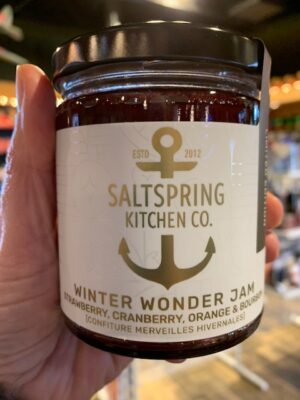 ESTD 2012
SALTSPRING
KITCHEN CO.
WINTER WONDER JAM
STRAWBERRY, CRANBERRY, ORANGE & BOURBON
[CONFITURE MERVEILLES HIVERNALES]